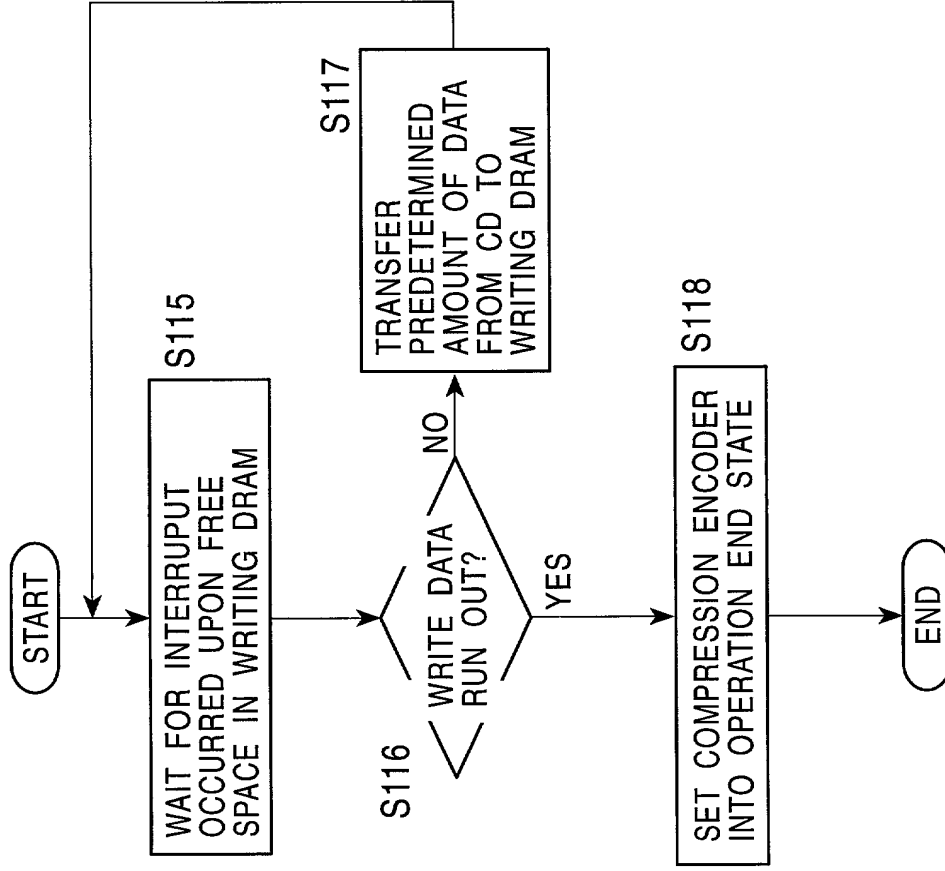 START
S115
WAIT FOR INTERRUPUT
OCCURRED UPON FREE
SPACE IN WRITING DRAM
S116
WRITE DATA
RUN OUT?
NO
S117
TRANSFER
PREDETERMINED
AMOUNT OF DATA
FROM CD TO
WRITING DRAM
YES
S118
SET COMPRESSION ENCODER
INTO OPERATION END STATE
END